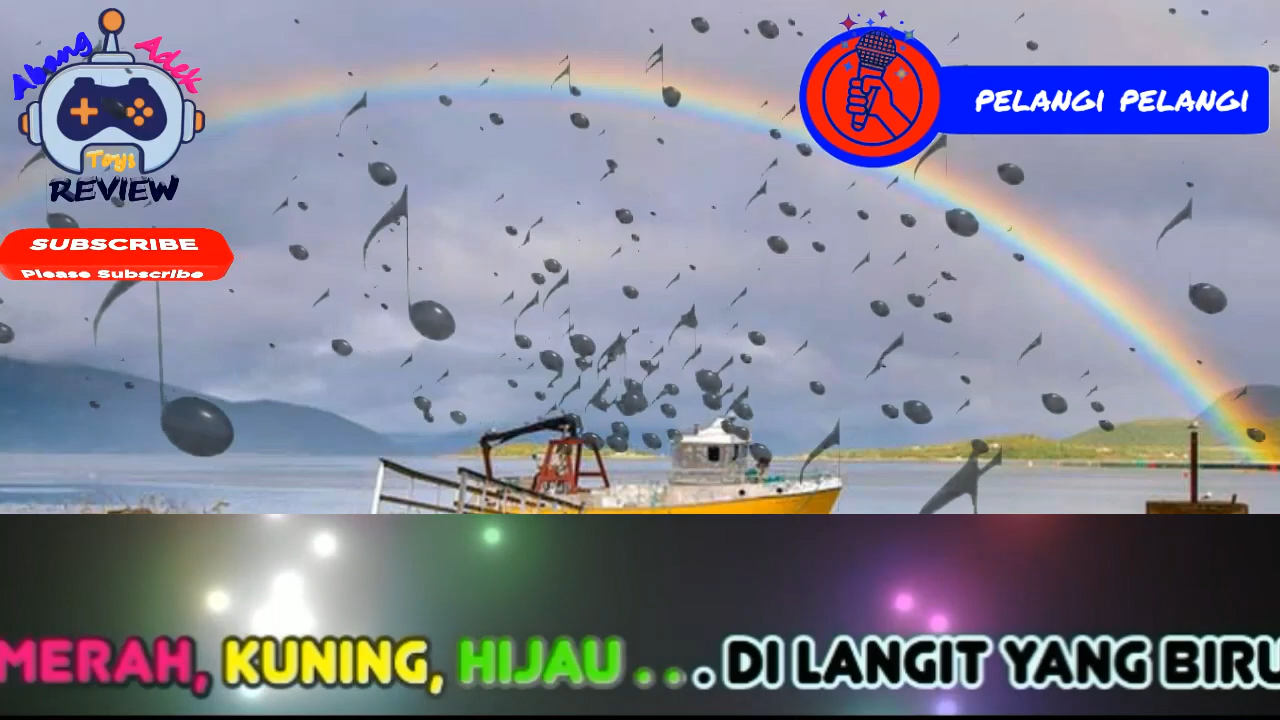 Abang Adek
Toys
REVIEW
SUBSCRIBE
Please Subscribe
PELANGI PELANGI
MERAH, KUNING, HIJAU . . . DI LANGIT YANG BIRU